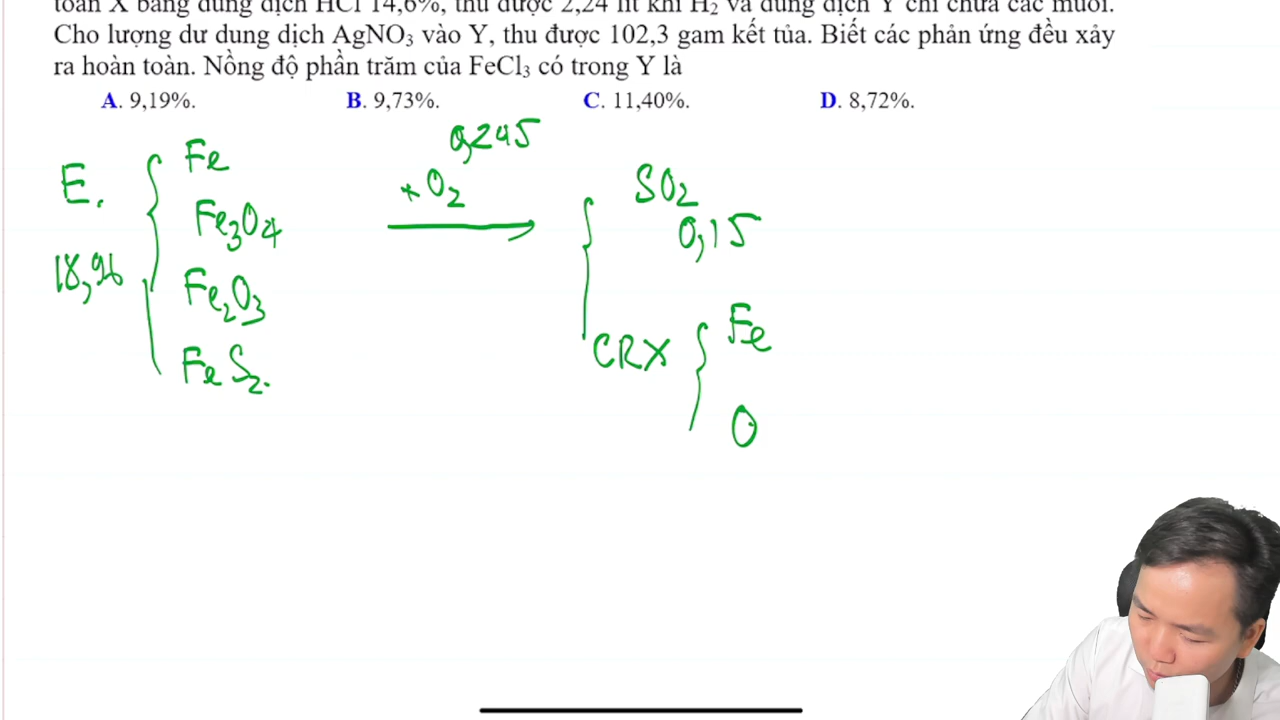 toàn X bằng dung dịch HCl 14,6%, thu được 2,24 lít khí H₂ và dung dịch Y chỉ chứa các muối.
Cho lượng dư dung dịch AgNO₃ vào Y, thu được 102,3 gam kết tủa. Biết các phản ứng đều xảy
ra hoàn toàn. Nồng độ phần trăm của FeCl₃ có trong Y là
A. 9,19%. B. 9,73%. C. 11,40%. D. 8,72%.
E. 18,96 { Fe
Fe₃O₄
Fe₂O₃
FeS₂.
+ O₂ 0,245
SO₂
0,15
CRX { Fe
O